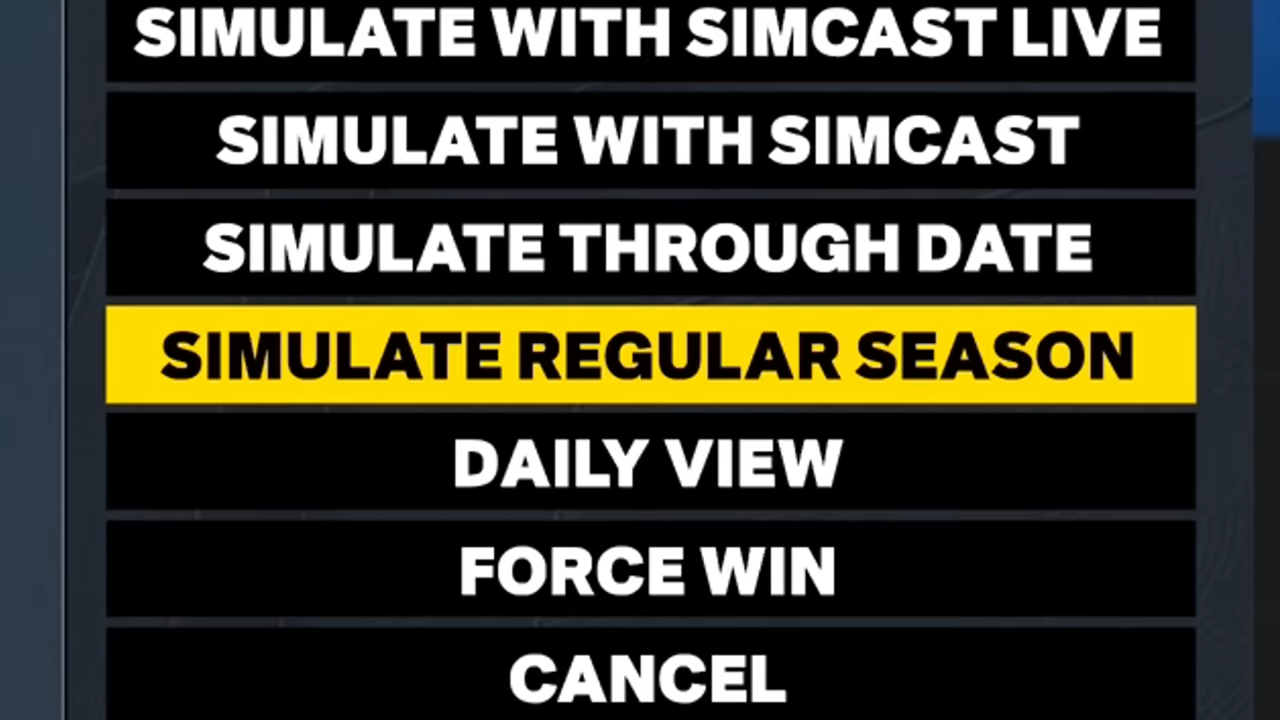 SIMULATE WITH SIMCAST LIVE
SIMULATE WITH SIMCAST
SIMULATE THROUGH DATE
SIMULATE REGULAR SEASON
DAILY VIEW
FORCE WIN
CANCEL